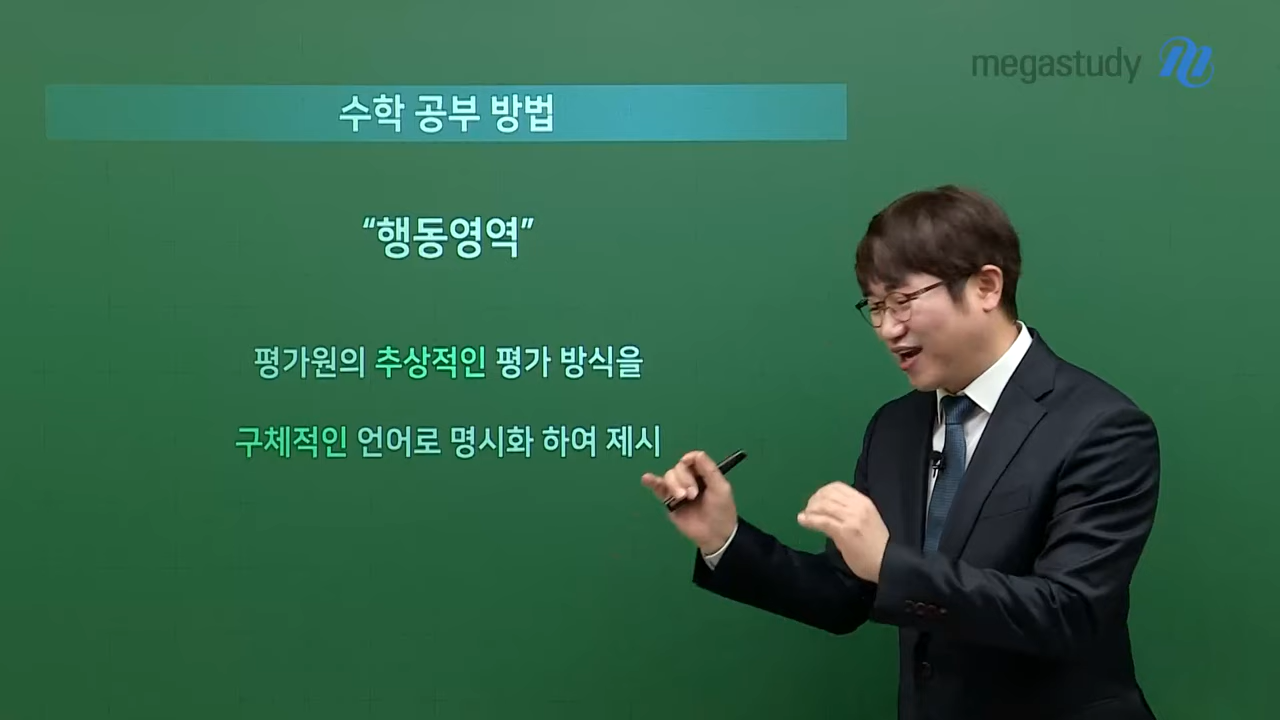 megastudy
수학 공부 방법
“행동영역”
평가원의 추상적인 평가 방식을
구체적인 언어로 명시화 하여 제시